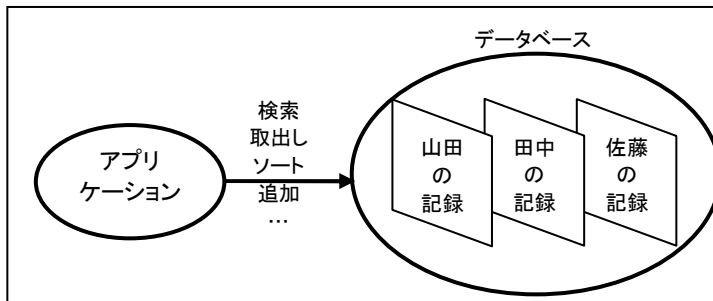 データベース
検索
取出し
ソート
追加
…
アプリ
ケーション
山田
の
記録
田中
の
記録
佐藤
の
記録